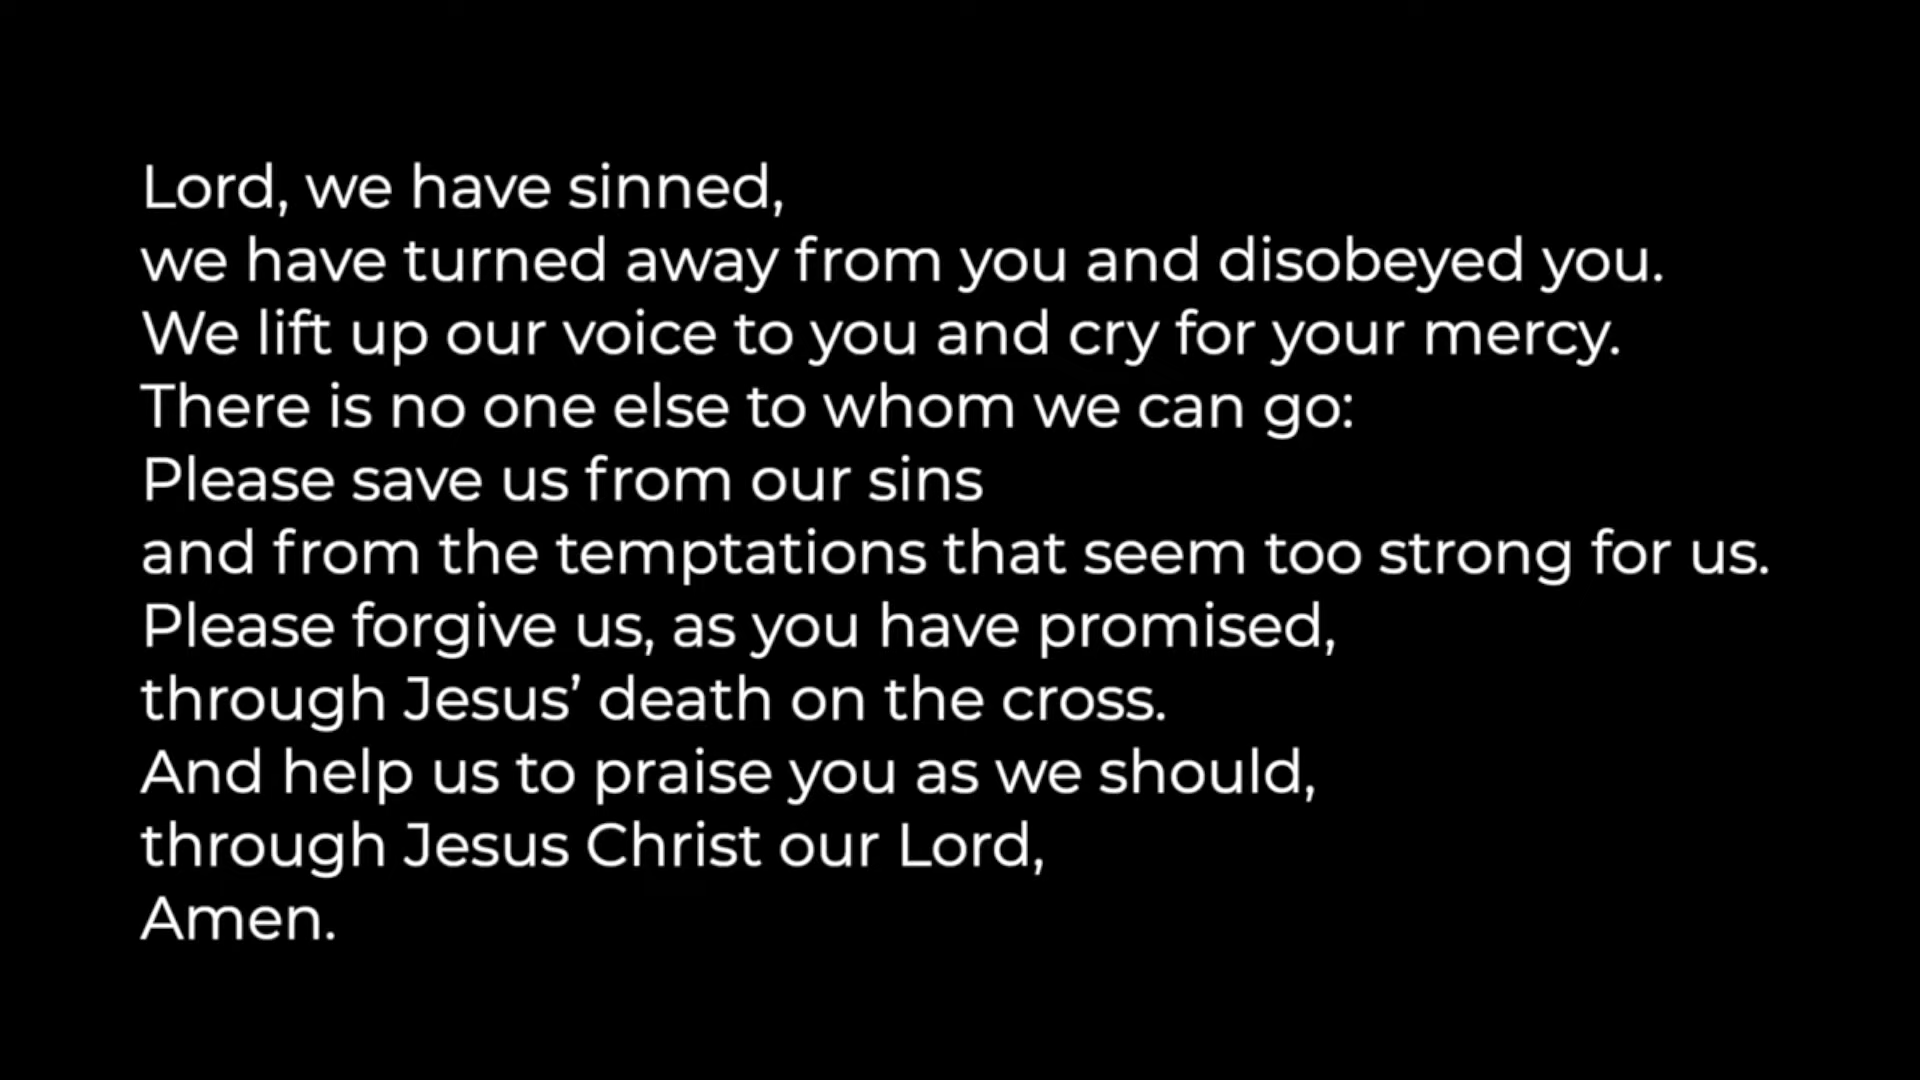 Lord, we have sinned,
we have turned away from you and disobeyed you.
We lift up our voice to you and cry for your mercy.
There is no one else to whom we can go:
Please save us from our sins
and from the temptations that seem too strong for us.
Please forgive us, as you have promised,
through Jesus’ death on the cross.
And help us to praise you as we should,
through Jesus Christ our Lord,
Amen.